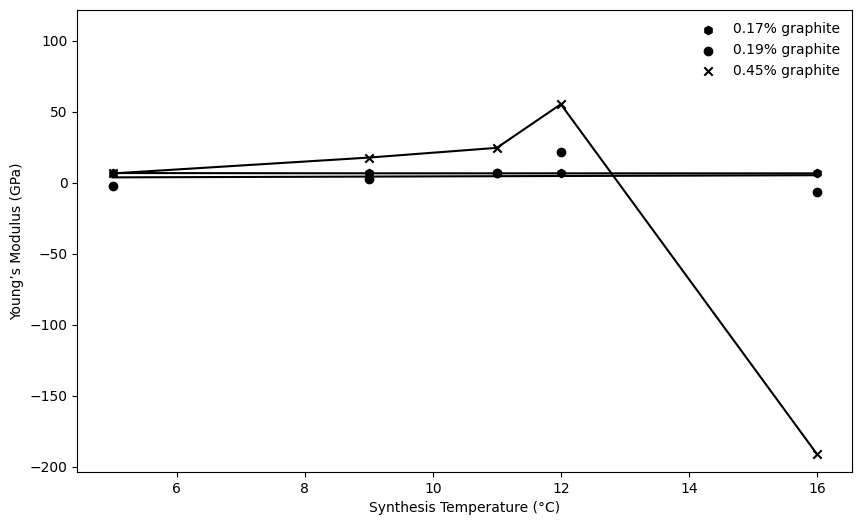 100
50
0
−50
−100
−150
−200
Young’s Modulus (GPa)
0.17% graphite
0.19% graphite
0.45% graphite
6 8 10 12 14 16
Synthesis Temperature (°C)